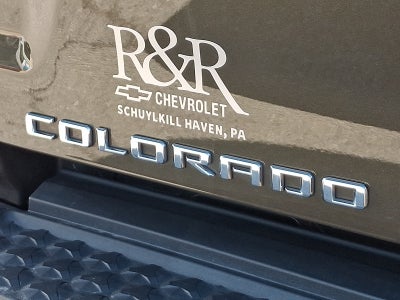 R&R
CHEVROLET
SCHUYLKILL HAVEN, PA
COLORADO